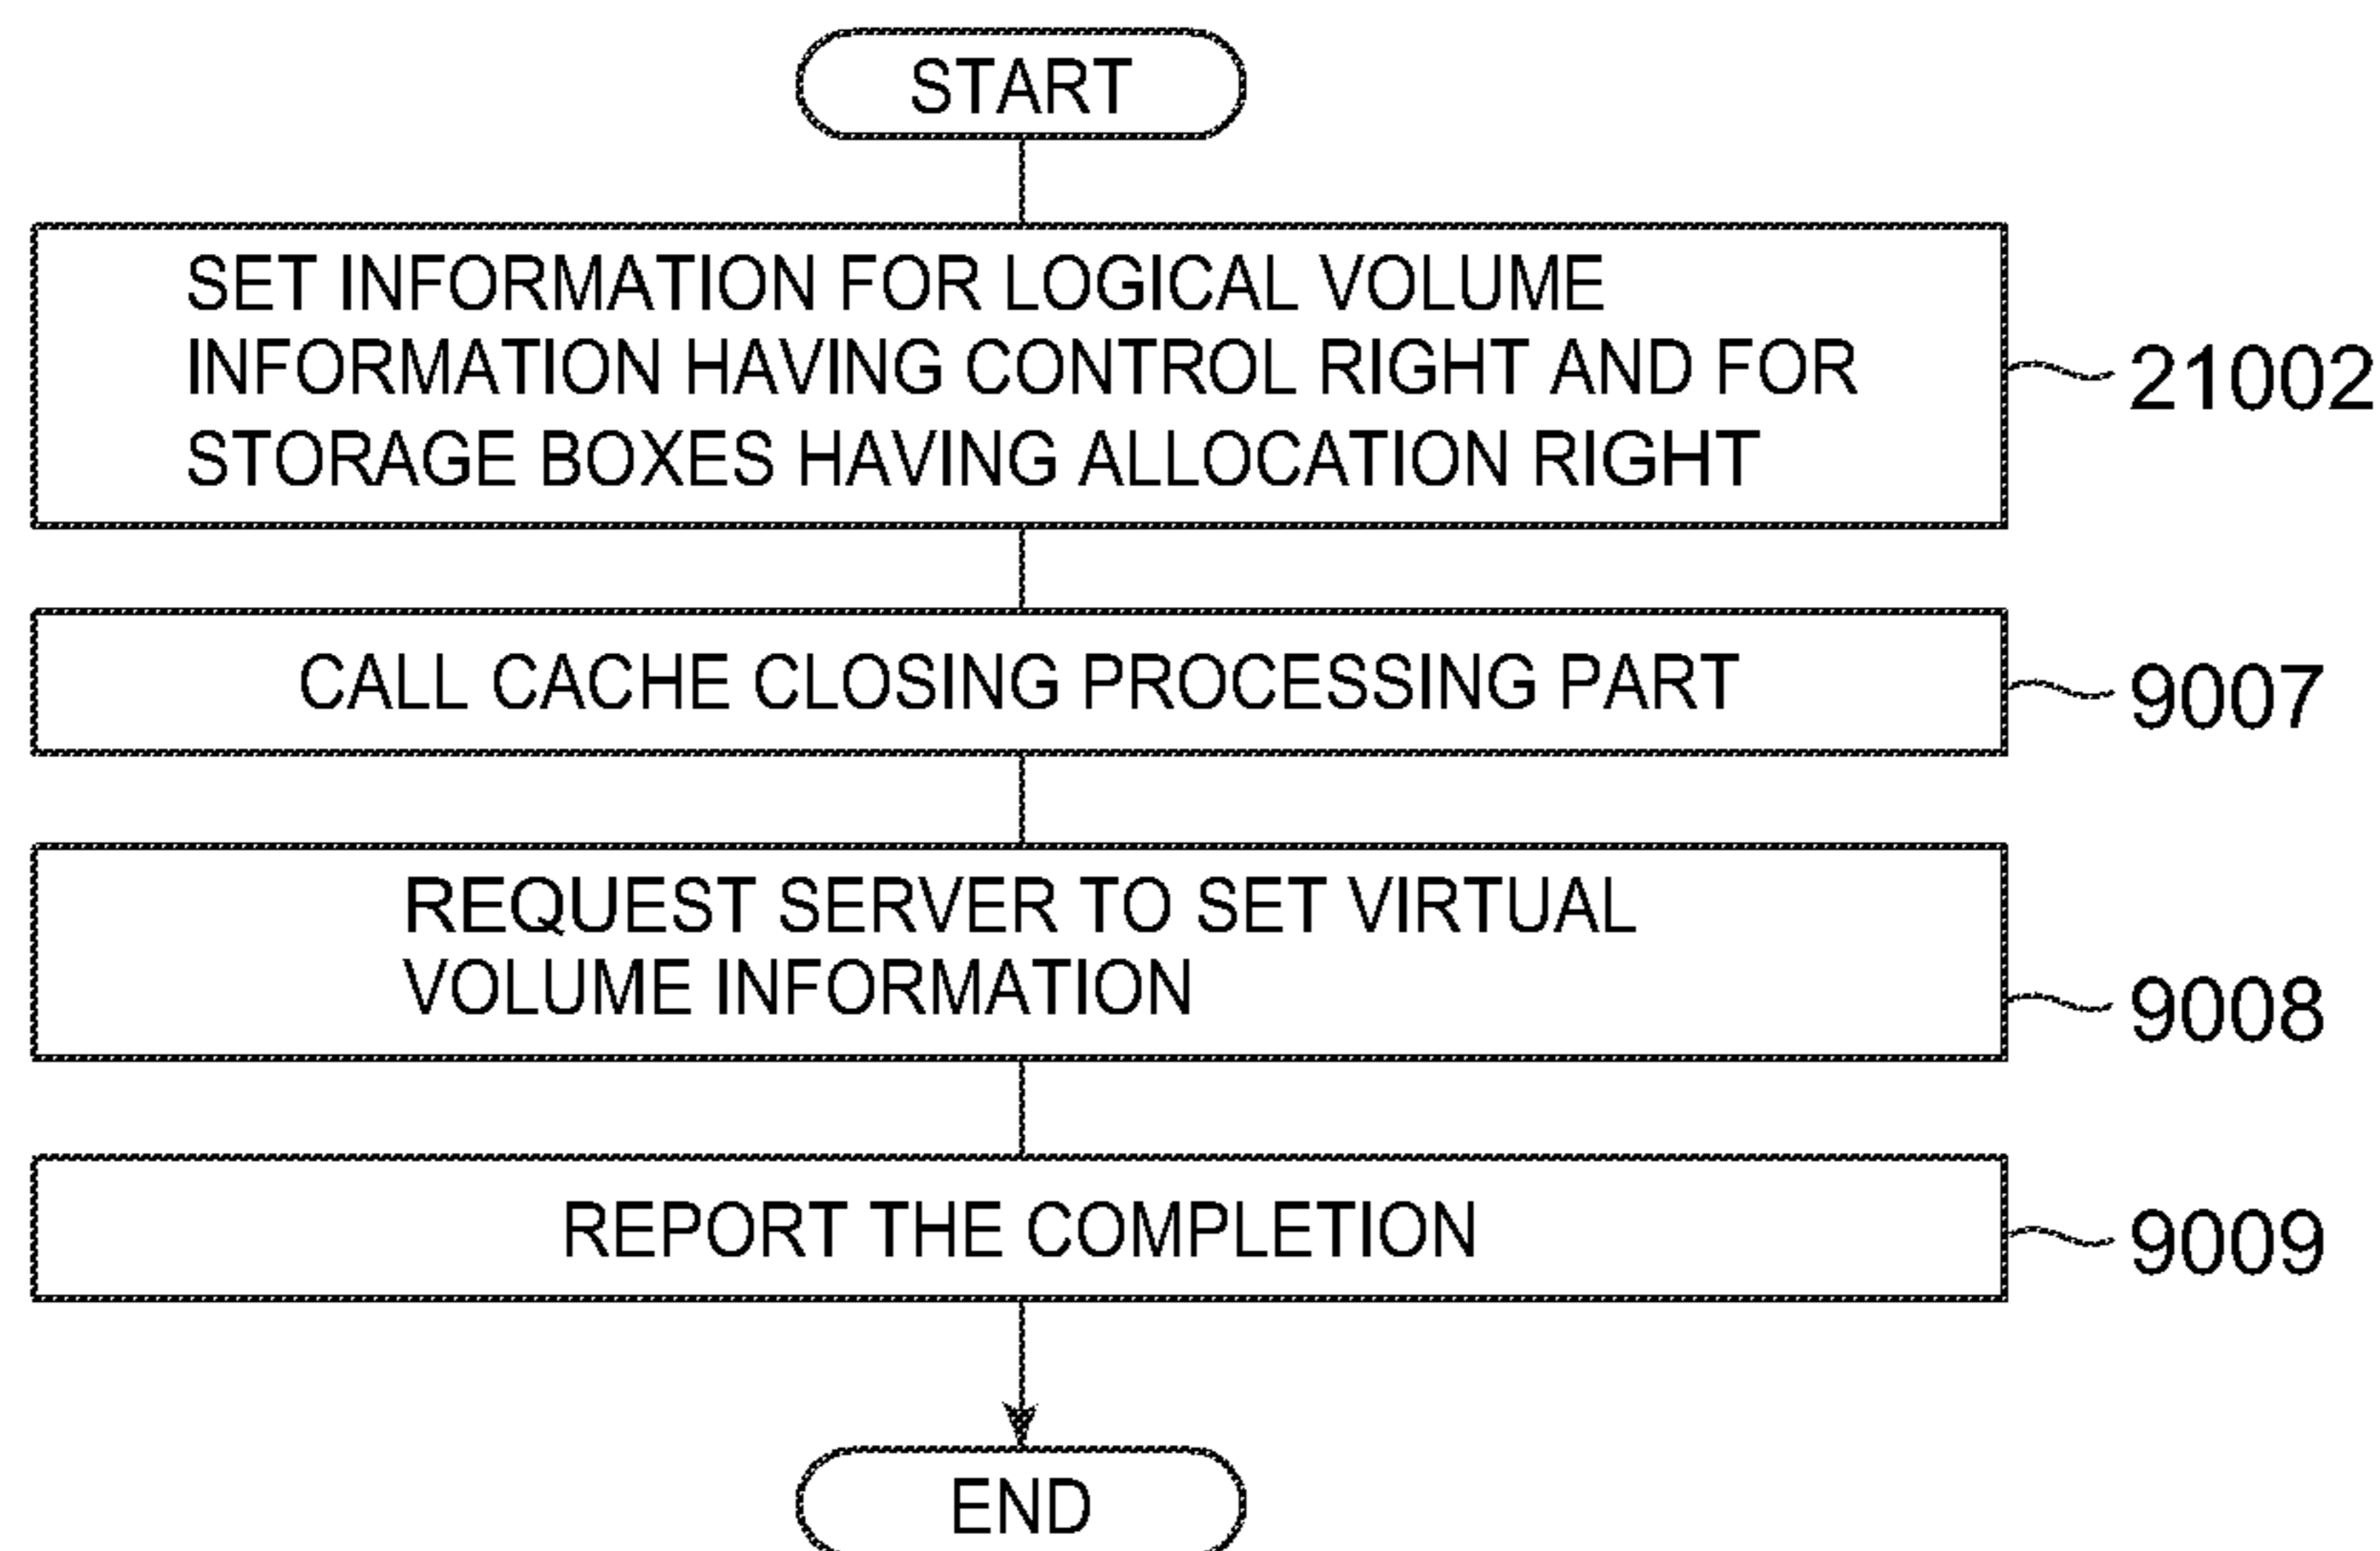 START
SET INFORMATION FOR LOGICAL VOLUME
INFORMATION HAVING CONTROL RIGHT AND FOR
STORAGE BOXES HAVING ALLOCATION RIGHT
21002
CALL CACHE CLOSING PROCESSING PART
9007
REQUEST SERVER TO SET VIRTUAL
VOLUME INFORMATION
9008
REPORT THE COMPLETION
9009
END